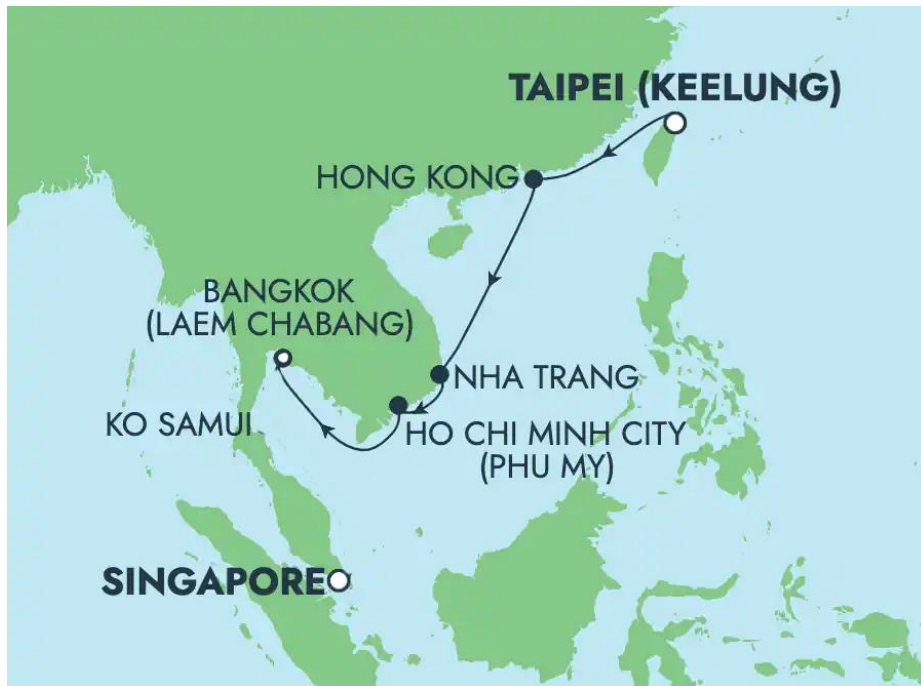 TAIPEI (KEELUNG)
HONG KONG
BANGKOK
(LAEM CHABANG)
NHA TRANG
KO SAMUI
HO CHI MINH CITY
(PHU MY)
SINGAPORE